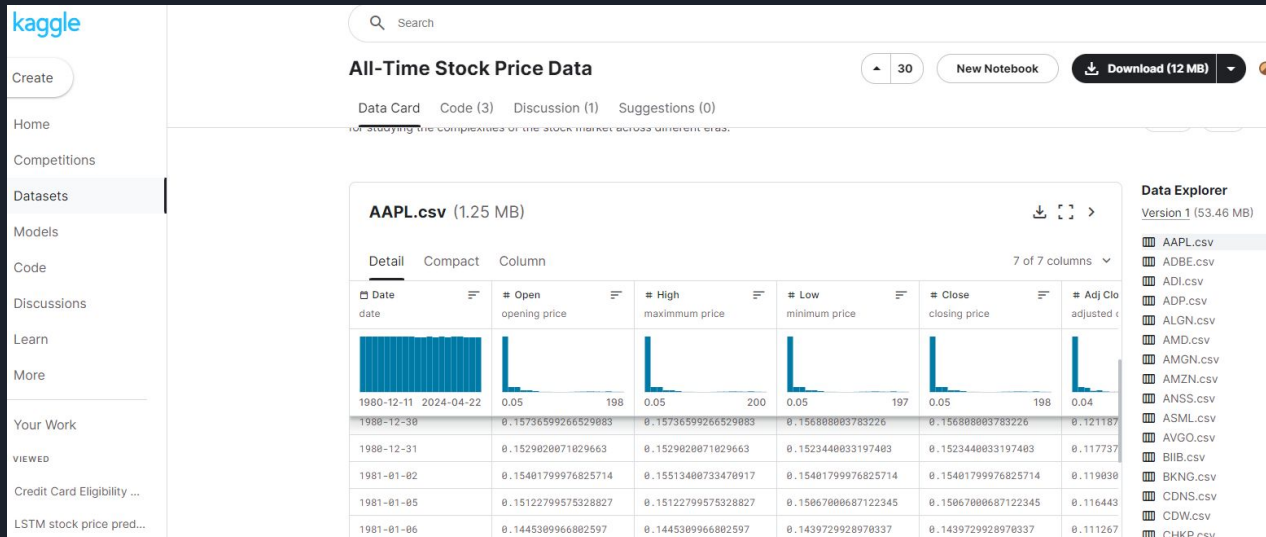 kaggle
Search
Create
All-Time Stock Price Data
30
New Notebook
Download (12 MB)
Data Card Code (3) Discussion (1) Suggestions (0)
for studying the complexities of the stock market across different eras.
Home
Competitions
Datasets
Models
Code
Discussions
Learn
More
Your Work
VIEWED
Credit Card Eligibility ...
LSTM stock price pred...
AAPL.csv (1.25 MB)
Detail Compact Column
7 of 7 columns
Date # Open # High # Low # Close # Adj Clo
date opening price maximmum price minimum price closing price adjusted c
1980-12-11 2024-04-22 0.05 198 0.05 200 0.05 197 0.05 198 0.04
1980-12-30 0.15736599266529083 0.15736599266529083 0.156808003783226 0.156808003783226 0.121187
1980-12-31 0.1529020071029663 0.1529020071029663 0.1523440033197403 0.1523440033197403 0.117737
1981-01-02 0.15401799976825714 0.15513400733470917 0.15401799976825714 0.15401799976825714 0.119030
1981-01-05 0.15122799575328827 0.15122799575328827 0.15067000687122345 0.15067000687122345 0.116443
1981-01-06 0.1445309966802597 0.1445309966802597 0.1439729928970337 0.1439729928970337 0.111267
Data Explorer
Version 1 (53.46 MB)
AAPL.csv
ADBE.csv
ADI.csv
ADP.csv
ALGN.csv
AMD.csv
AMGN.csv
AMZN.csv
ANSS.csv
ASML.csv
AVGO.csv
BIIB.csv
BKNG.csv
CDNS.csv
CDW.csv
CHKP.csv